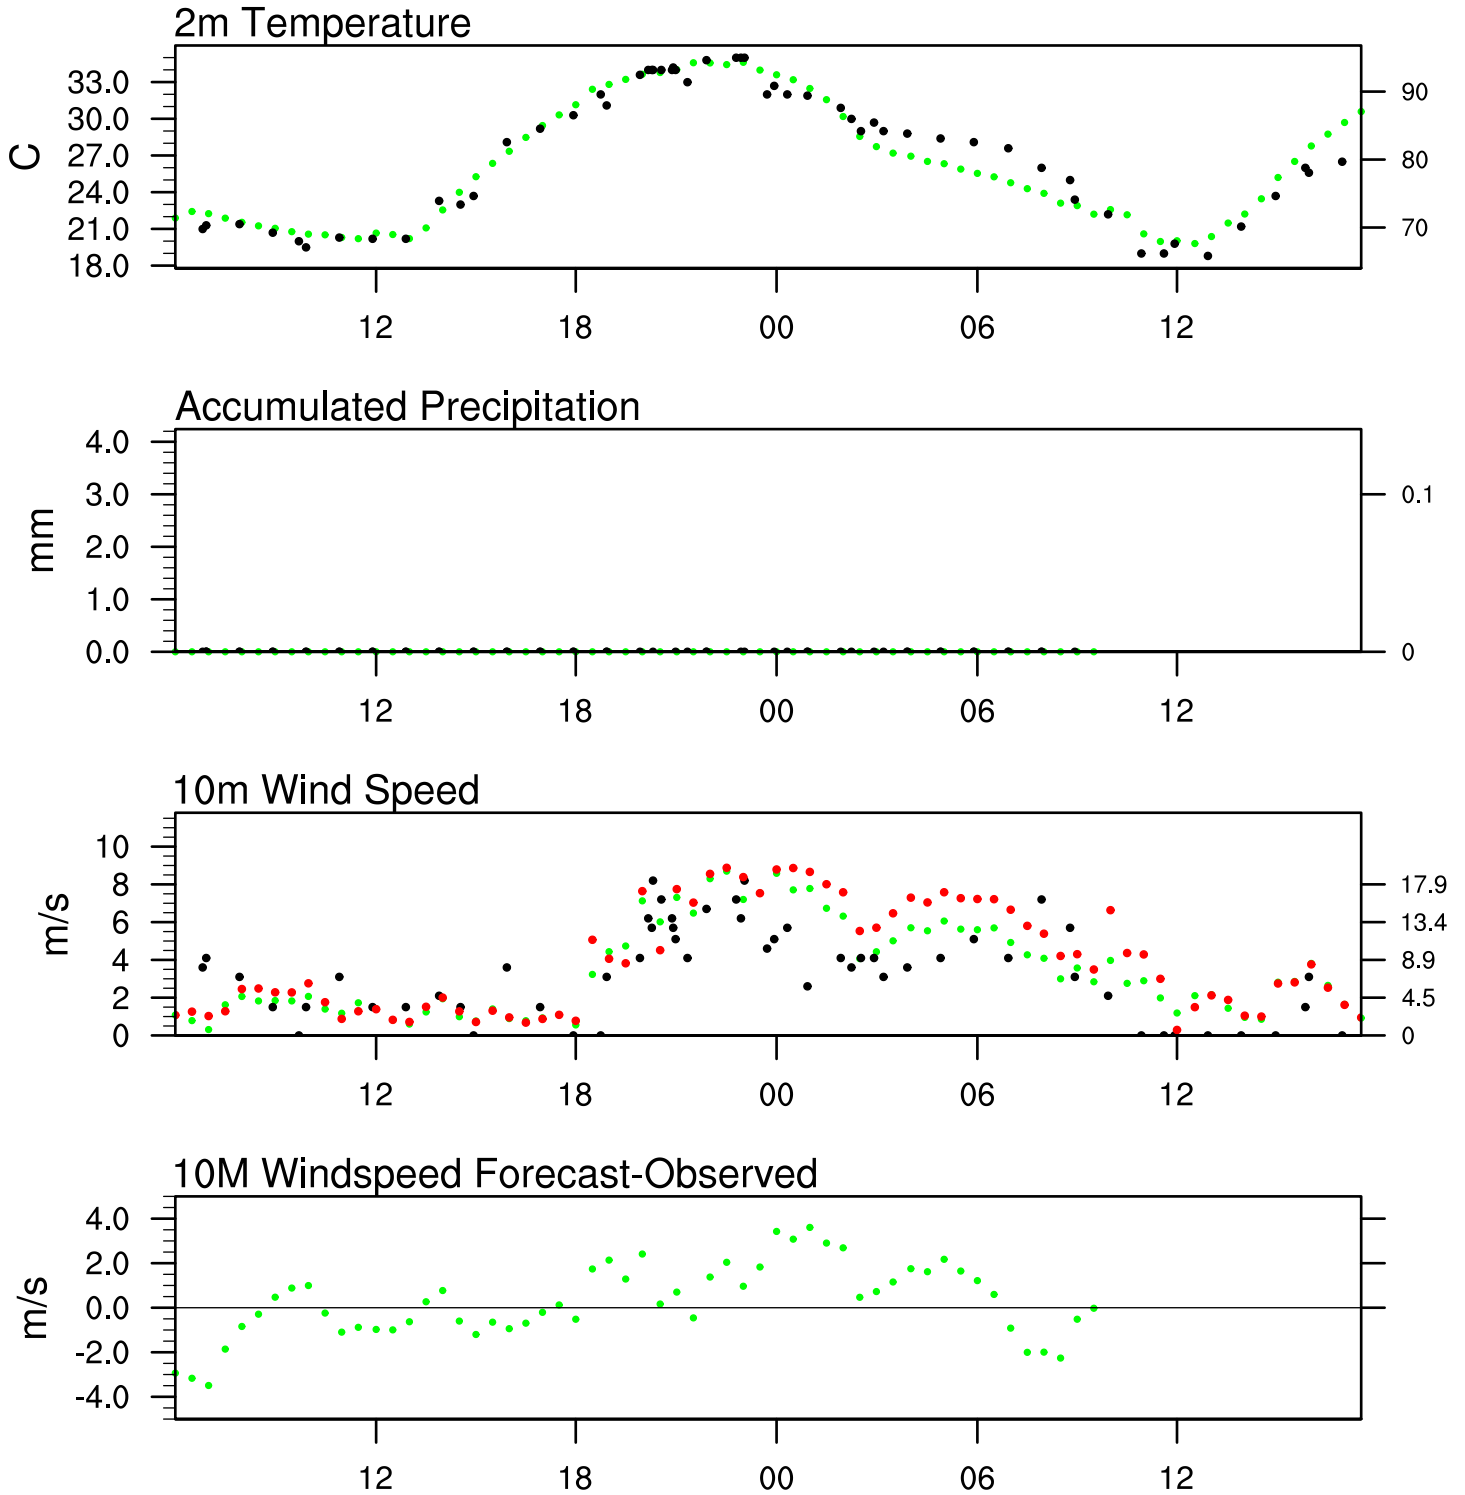 2m Temperature
C
33.0
30.0
27.0
24.0
21.0
18.0
90
80
70
12 18 00 06 12
Accumulated Precipitation
mm
4.0
3.0
2.0
1.0
0.0
0.1
0
12 18 00 06 12
10m Wind Speed
m/s
10
8
6
4
2
0
17.9
13.4
8.9
4.5
0
12 18 00 06 12
10M Windspeed Forecast-Observed
m/s
4.0
2.0
0.0
-2.0
-4.0
12 18 00 06 12